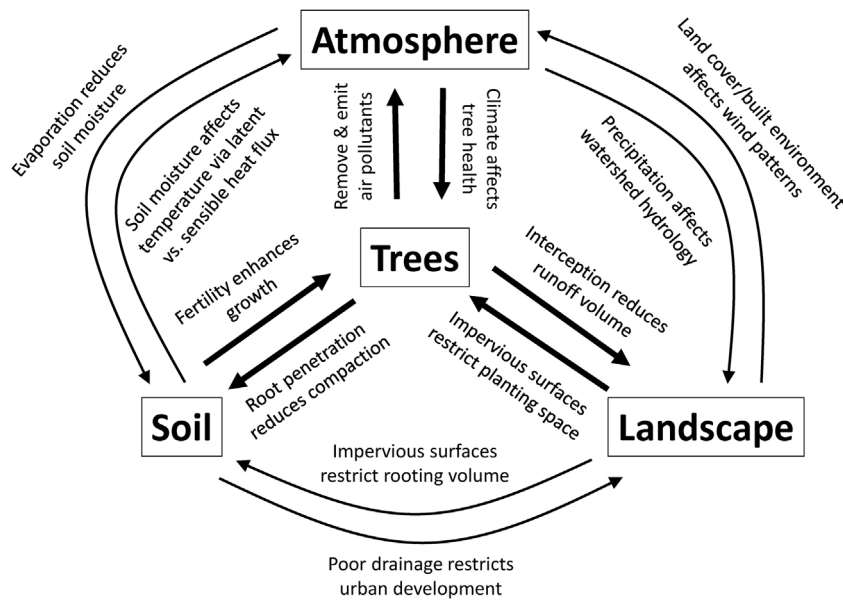 Atmosphere
Evaporation reduces
soil moisture
Soil moisture affects
temperature via latent
vs. sensible heat flux
Remove & emit
air pollutants
Climate affects
tree health
Precipitation affects
watershed hydrology
Land cover/built environment
affects wind patterns
Trees
Fertility enhances
growth
Root penetration
reduces compaction
Interception reduces
runoff volume
Impervious surfaces
restrict planting space
Soil
Landscape
Impervious surfaces
restrict rooting volume
Poor drainage restricts
urban development